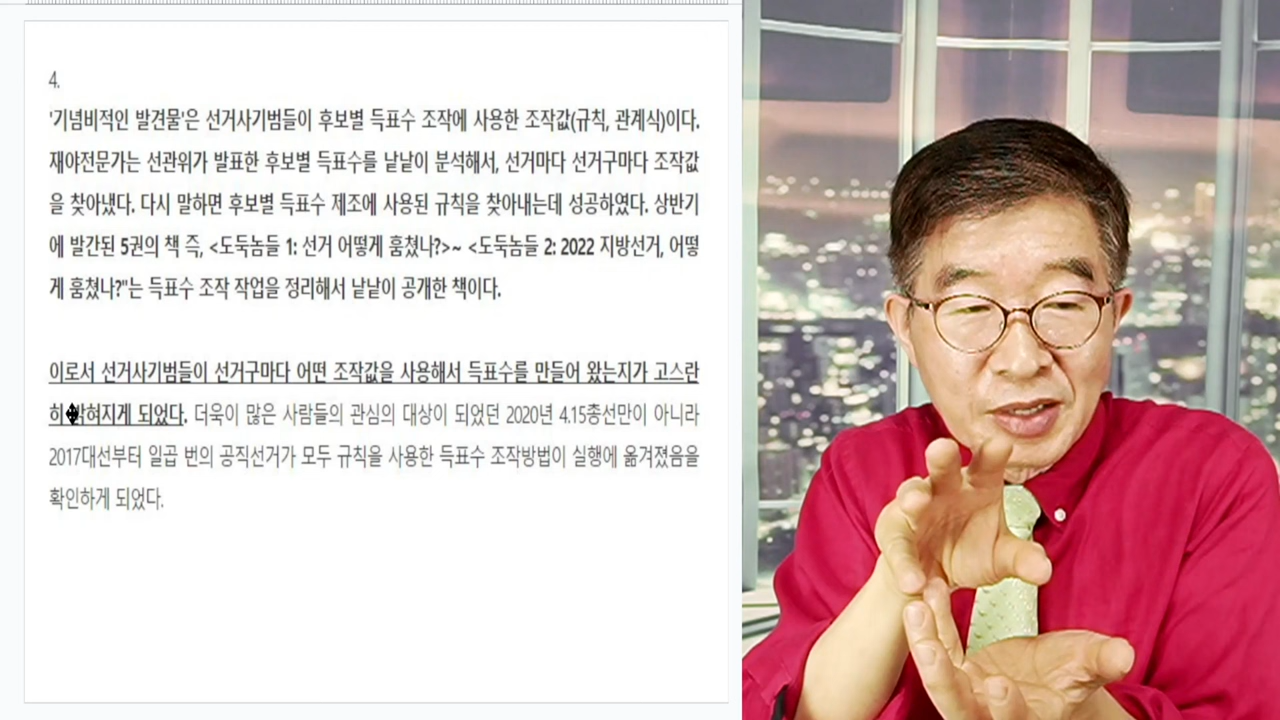 4.
'기념비적인 발견물'은 선거사기범들이 후보별 득표수 조작에 사용한 조작값(규칙, 관계식)이다.
재야전문가는 선관위가 발표한 후보별 득표수를 낱낱이 분석해서, 선거마다 선거구마다 조작값
을 찾아냈다. 다시 말하면 후보별 득표수 제조에 사용된 규칙을 찾아내는데 성공하였다. 상반기
에 발간된 5권의 책 즉, <도둑놈들 1: 선거 어떻게 훔쳤나?>~ <도둑놈들 2: 2022 지방선거, 어떻
게 훔쳤나?"는 득표수 조작 작업을 정리해서 낱낱이 공개한 책이다.
이로서 선거사기범들이 선거구마다 어떤 조작값을 사용해서 득표수를 만들어 왔는지가 고스란
히 밝혀지게 되었다. 더욱이 많은 사람들의 관심의 대상이 되었던 2020년 4.15총선만이 아니라
2017대선부터 일곱 번의 공직선거가 모두 규칙을 사용한 득표수 조작방법이 실행에 옮겨졌음을
확인하게 되었다.